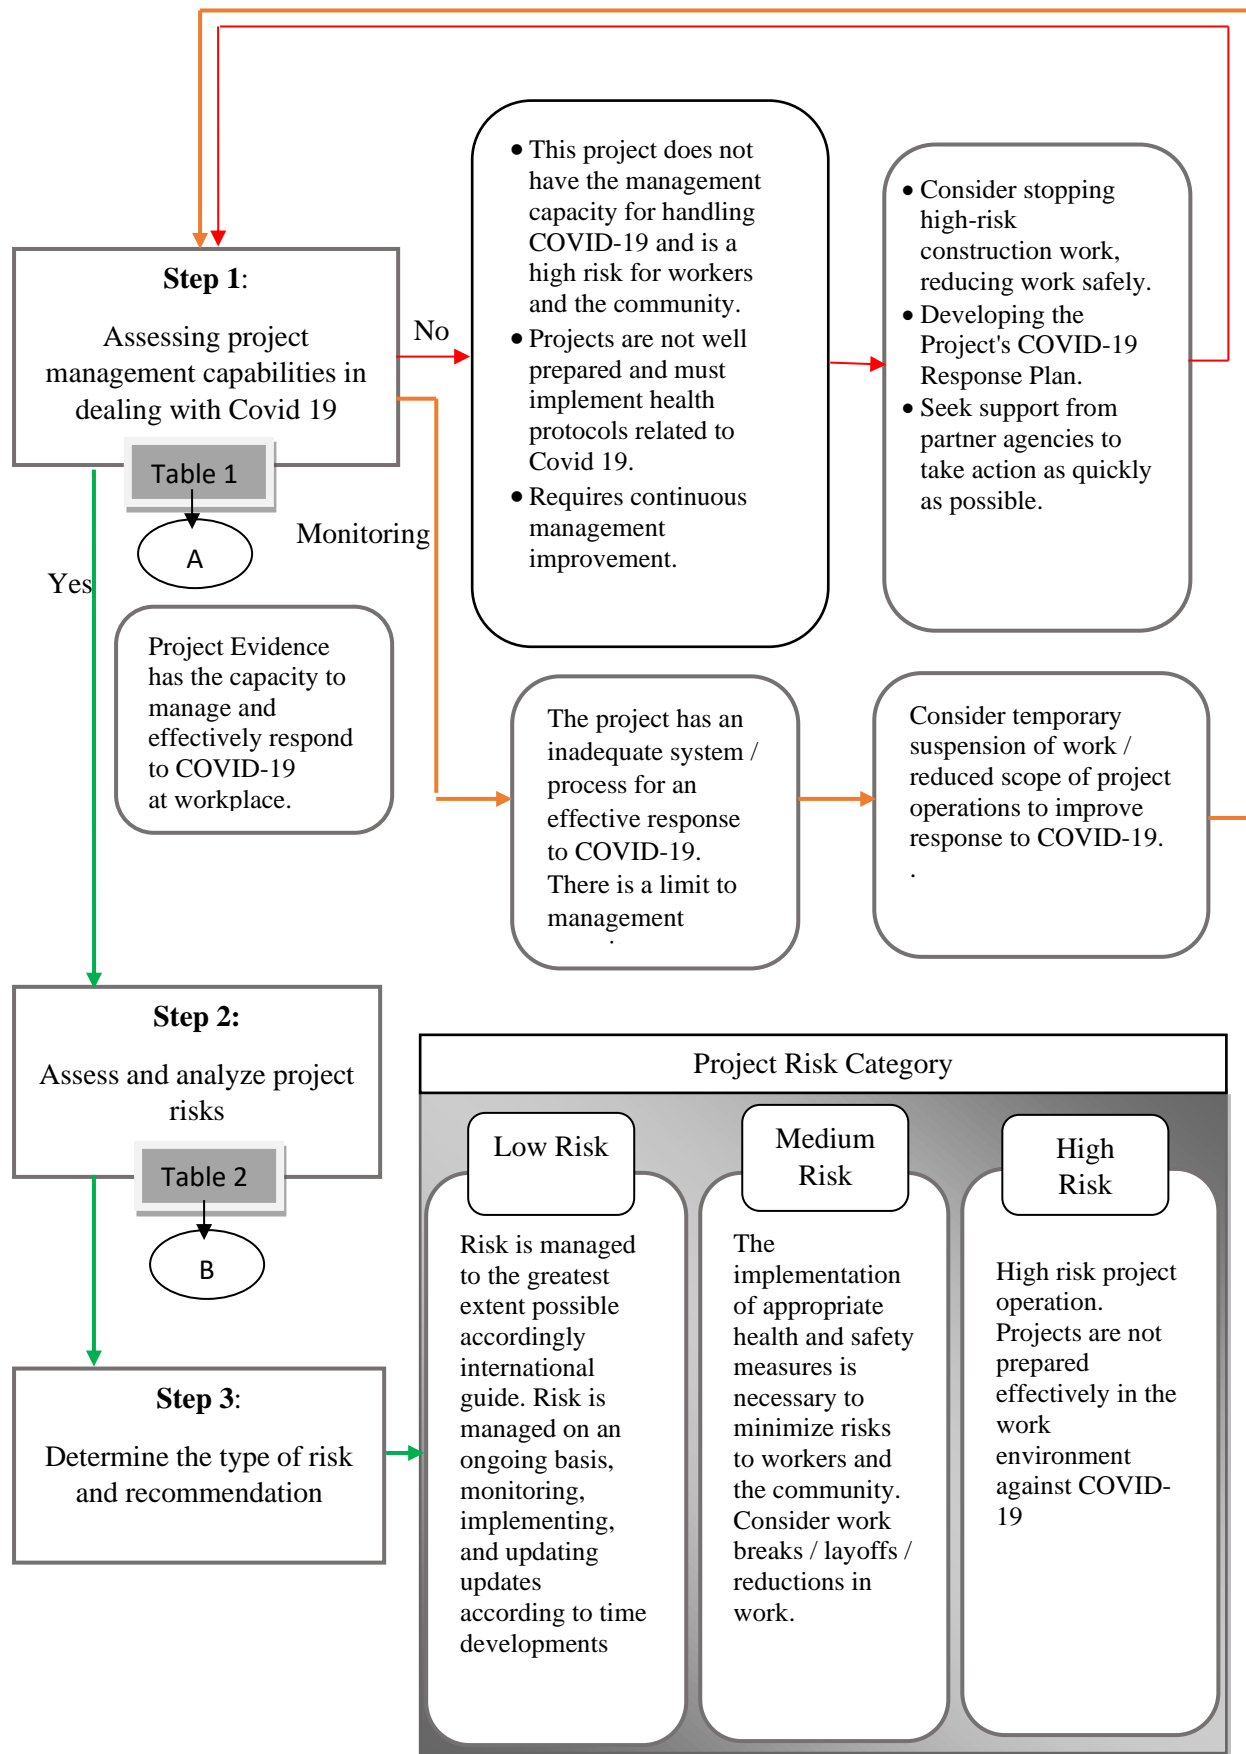 Step 1:
Assessing project
management capabilities in
dealing with Covid 19
Table 1
A
No
Monitoring
Yes
• This project does not
have the management
capacity for handling
COVID-19 and is a
high risk for workers
and the community.
• Projects are not well
prepared and must
implement health
protocols related to
Covid 19.
• Requires continuous
management
improvement.
• Consider stopping
high-risk
construction work,
reducing work safely.
• Developing the
Project's COVID-19
Response Plan.
• Seek support from
partner agencies to
take action as quickly
as possible.
Project Evidence
has the capacity to
manage and
effectively respond
to COVID-19
at workplace.
The project has an
inadequate system /
process for an
effective response
to COVID-19.
There is a limit to
management
Consider temporary
suspension of work /
reduced scope of project
operations to improve
response to COVID-19.
.
Step 2:
Assess and analyze project
risks
Table 2
B
Step 3:
Determine the type of risk
and recommendation
Project Risk Category
Low Risk
Risk is managed
to the greatest
extent possible
accordingly
international
guide. Risk is
managed on an
ongoing basis,
monitoring,
implementing,
and updating
updates
according to time
developments
Medium
Risk
The
implementation
of appropriate
health and safety
measures is
necessary to
minimize risks
to workers and
the community.
Consider work
breaks / layoffs /
reductions in
work.
High
Risk
High risk project
operation.
Projects are not
prepared
effectively in the
work
environment
against COVID-
19